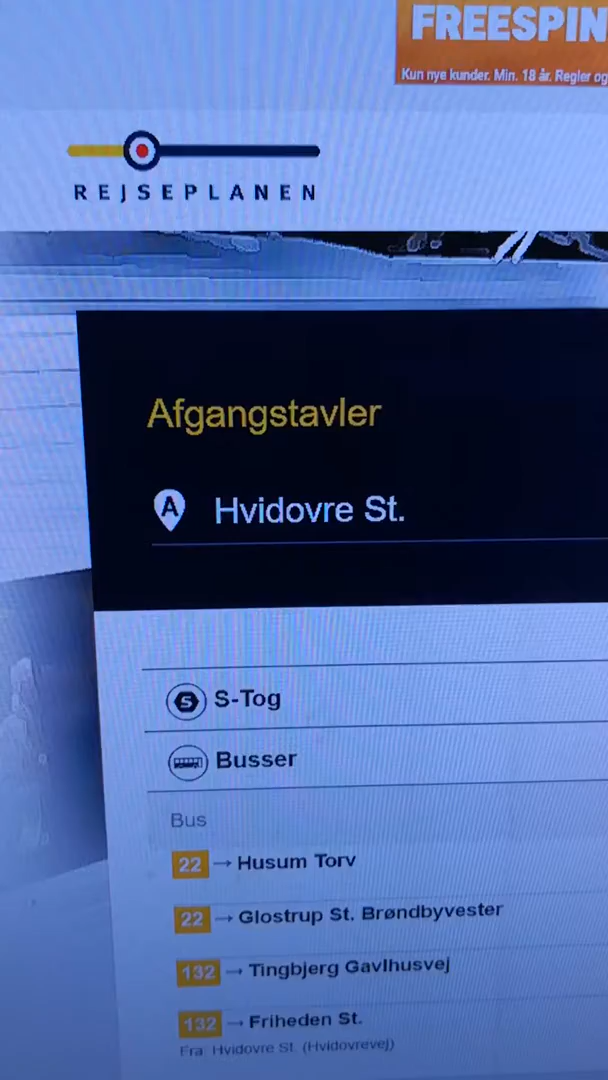 FREESPIN
Kun nye kunder. Min. 18 år. Regler og
REJSEPLANEN
Afgangstavler
A Hvidovre St.
S S-Tog
Busser
Bus
22 → Husum Torv
22 → Glostrup St. Brøndbyvester
132 → Tingbjerg Gavlhusvej
132 → Friheden St.
Fra: Hvidovre St. (Hvidovrevej)